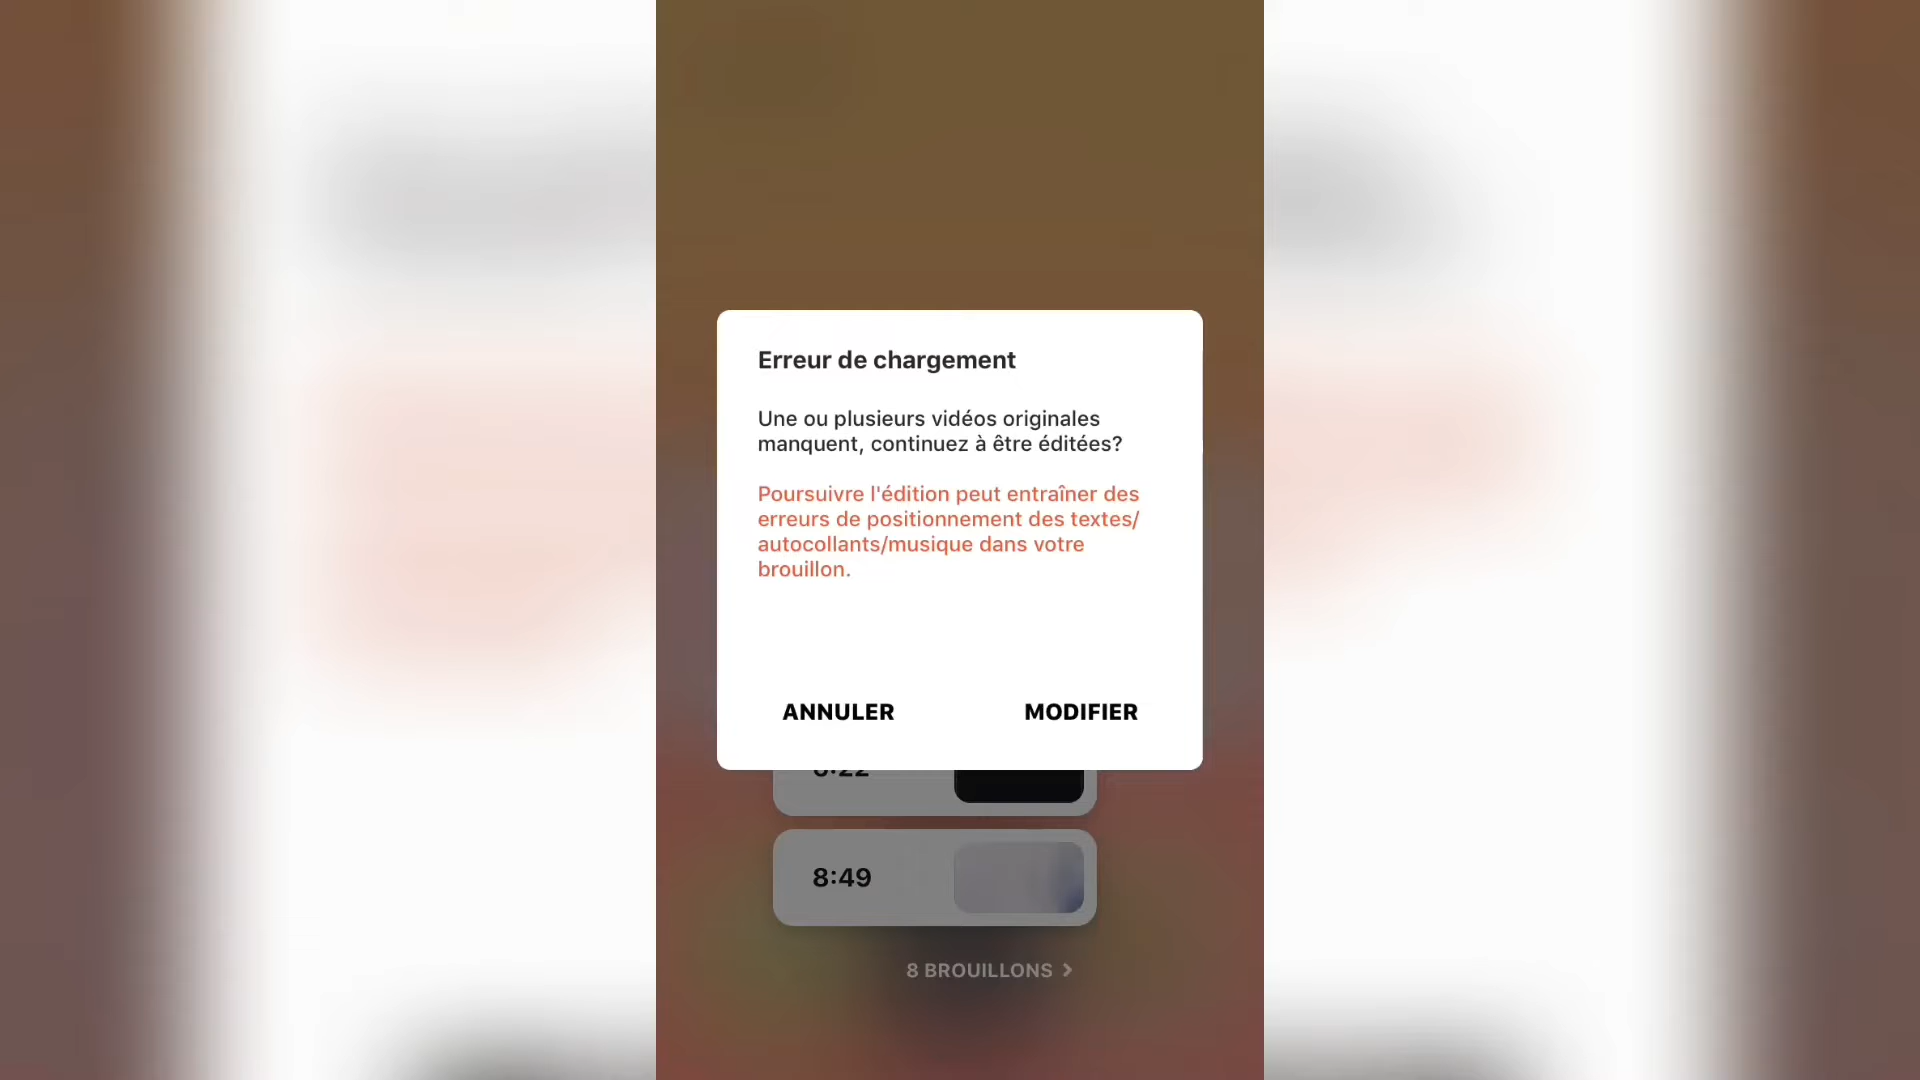 Erreur de chargement
Une ou plusieurs vidéos originales
manquent, continuez à être éditées?
Poursuivre l'édition peut entraîner des
erreurs de positionnement des textes/
autocollants/musique dans votre
brouillon.
ANNULER
MODIFIER
8:49
8 BROUILLONS